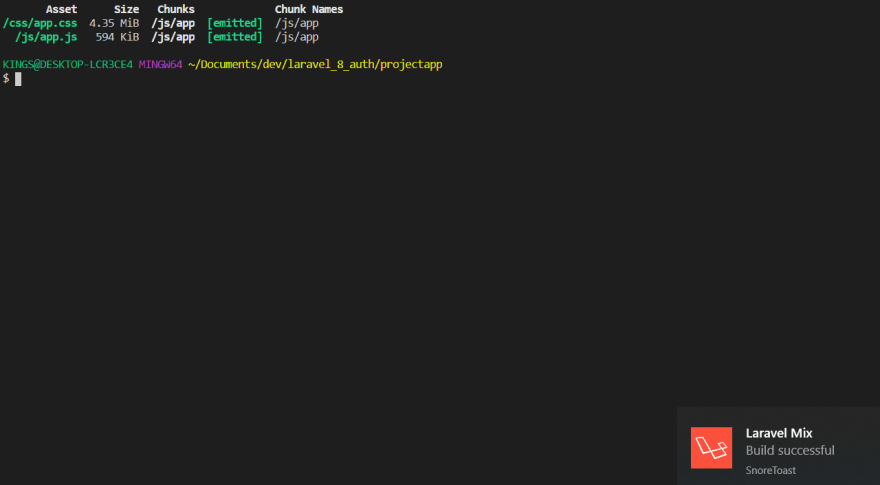 Asset Size Chunks Chunk Names
/css/app.css 4.35 MiB /js/app [emitted] /js/app
/js/app.js 594 KiB /js/app [emitted] /js/app
KINGS@DESKTOP-LCR3CE4 MINGW64 ~/Documents/dev/laravel_8_auth/projectapp
$
Laravel Mix
Build successful
SnoreToast